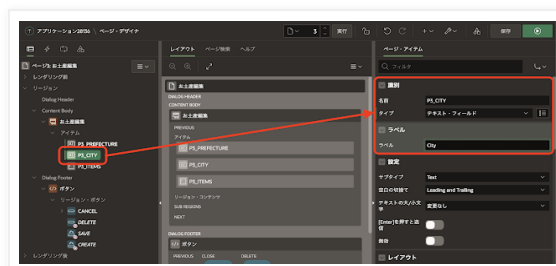 アプリケーション28156 \ ページ・デザイナ
3
実行
保存
ページ3: お土産編集
レンダリング前
リージョン
Dialog Header
Content Body
お土産編集
アイテム
P3_PREFECTURE
P3_CITY
P3_ITEMS
Dialog Footer
ボタン
リージョン・ボタン
CANCEL
DELETE
SAVE
CREATE
レンダリング後
レイアウト ページ検索 ヘルプ
お土産編集
DIALOG HEADER
CONTENT BODY
お土産編集
PREVIOUS
アイテム
P3_PREFECTURE
P3_CITY
P3_ITEMS
リージョン・コンテンツ
SUB REGIONS
NEXT
DIALOG FOOTER
ボタン
PREVIOUS CLOSE DELETE
ページ・アイテム
フィルタ
識別
名前 P3_CITY
タイプ テキスト・フィールド
ラベル
ラベル City
設定
サブタイプ Text
空白の切捨て Leading and Trailing
テキストの大/小文字 変更なし
[Enter]を押すと送信
無効
レイアウト